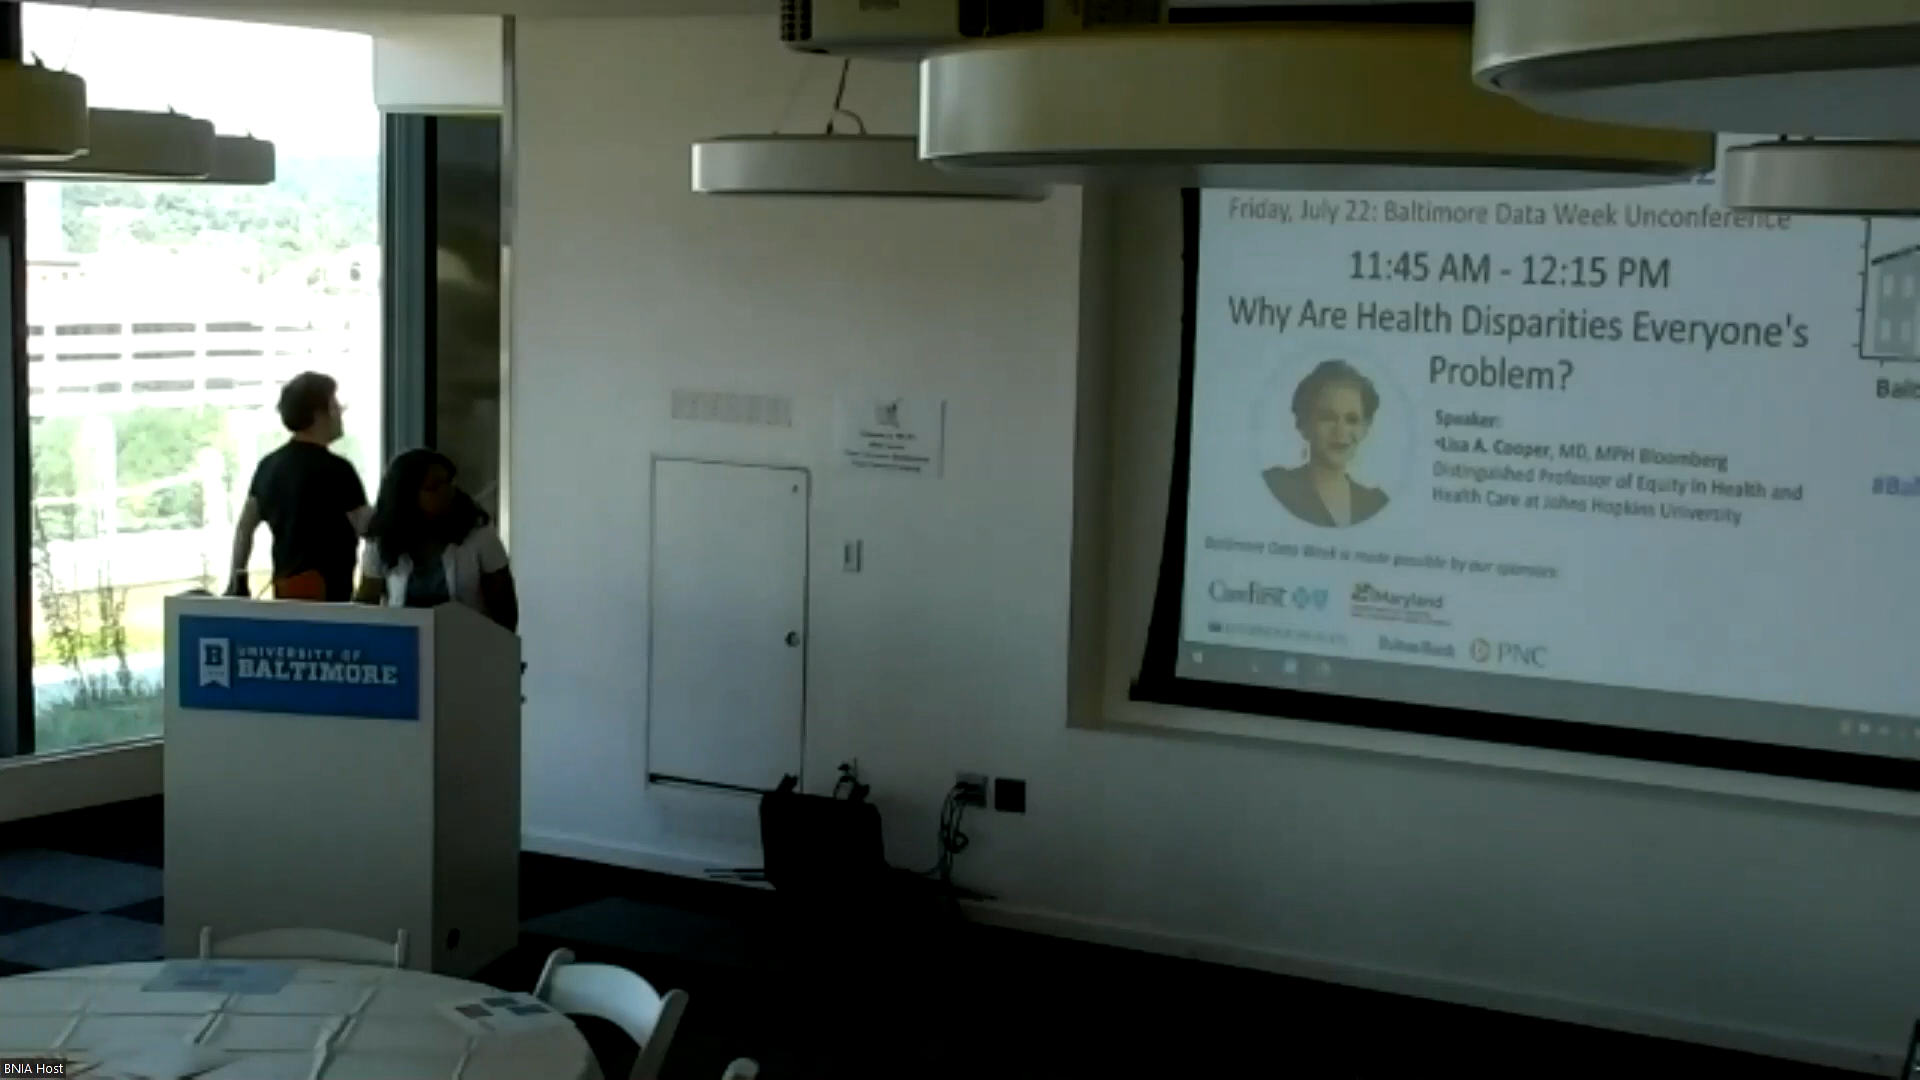 Friday, July 22: Baltimore Data Week Unconference
11:45 AM - 12:15 PM
Why Are Health Disparities Everyone's
Problem?
Speaker:
•Lisa A. Cooper, MD, MPH Bloomberg
Distinguished Professor of Equity in Health and
Health Care at Johns Hopkins University
Baltimore Data Week is made possible by our sponsors:
CareFirst
Maryland
PNC
#Bal
B
UNIVERSITY OF
BALTIMORE
BNIA Host